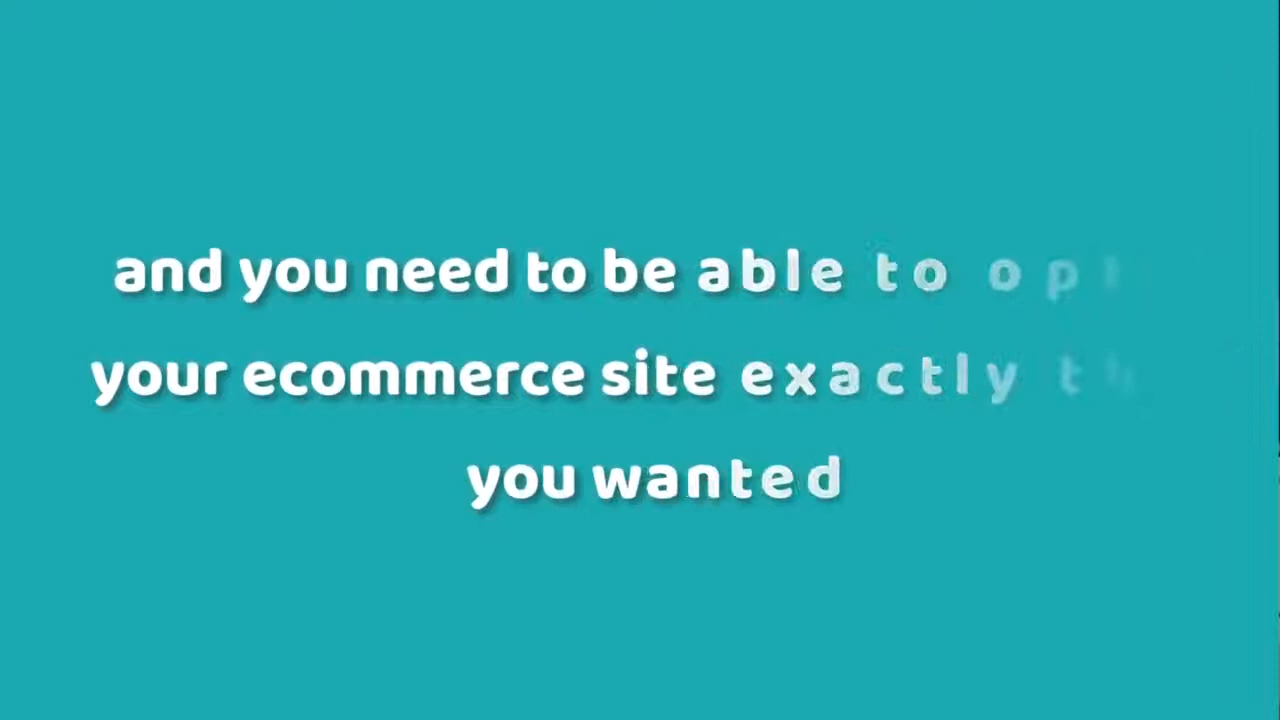 and you need to be able to
your ecommerce site exactly
you wanted